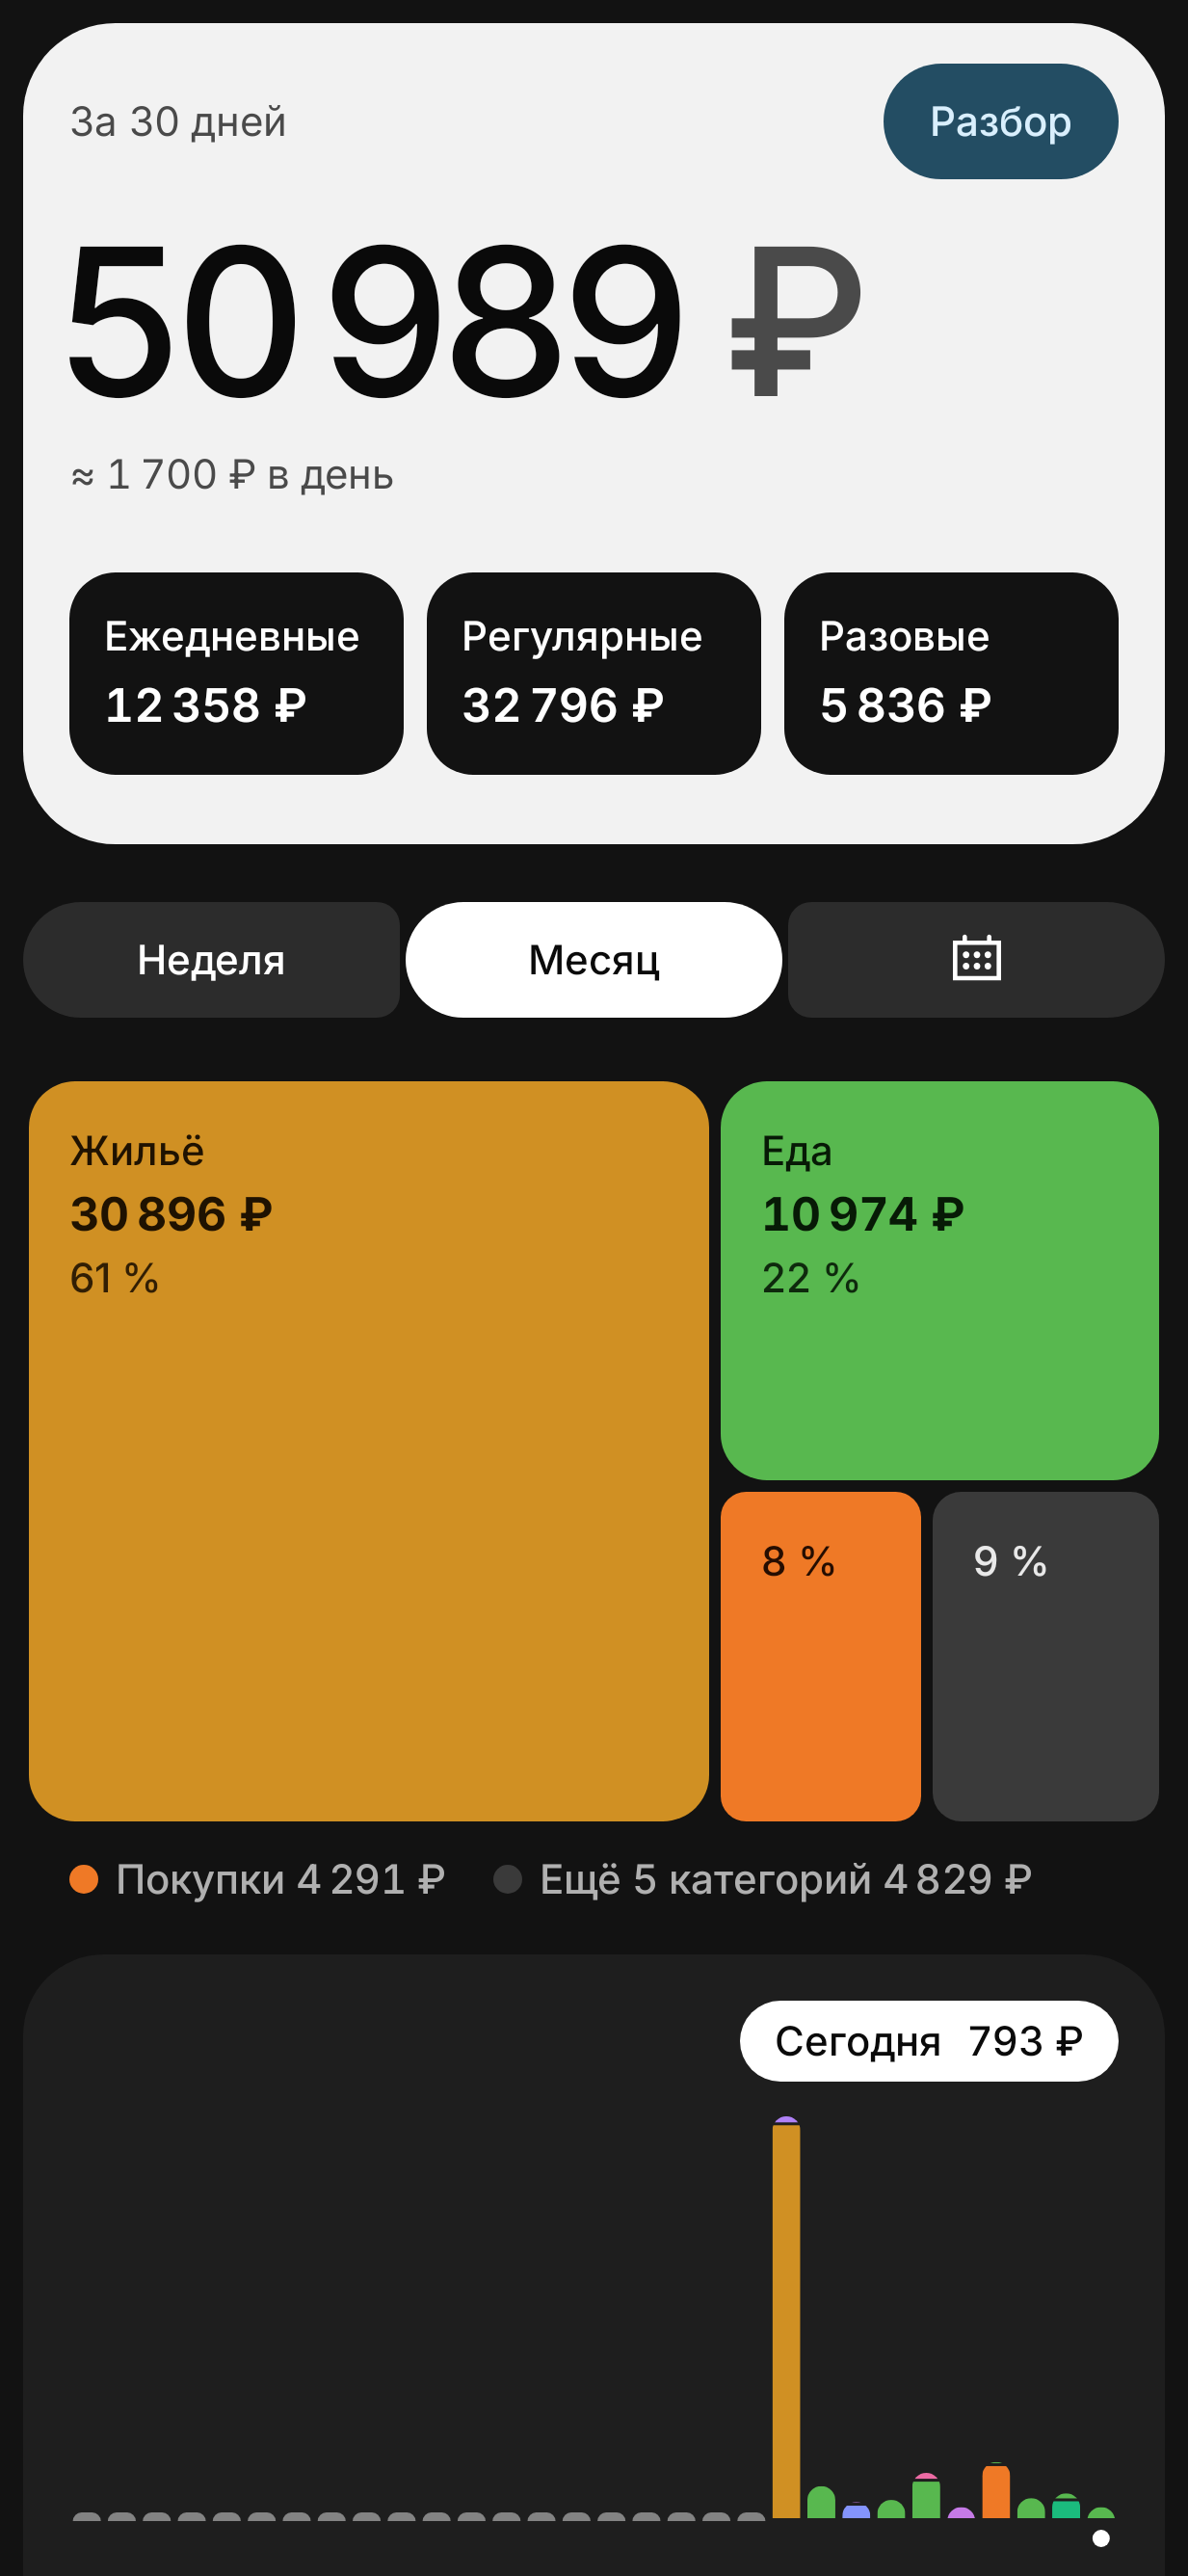 За 30 дней
Разбор
50 989 ₽
≈ 1 700 ₽ в день
Ежедневные
12 358 ₽
Регулярные
32 796 ₽
Разовые
5 836 ₽
Неделя
Месяц
Жильё
30 896 ₽
61 %
Еда
10 974 ₽
22 %
8 %
9 %
Покупки 4 291 ₽
Ещё 5 категорий 4 829 ₽
Сегодня 793 ₽